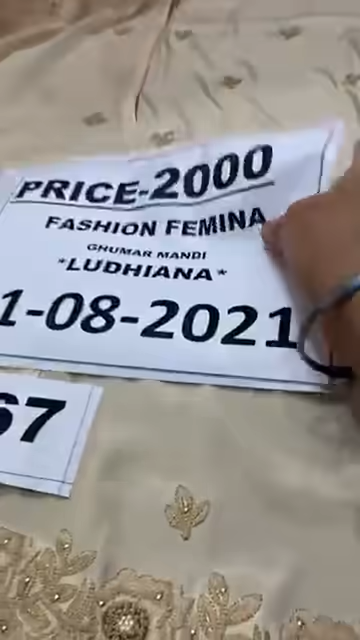 PRICE-2000
FASHION FEMINA
GHUMAR MANDI
*LUDHIANA*
1-08-2021
67